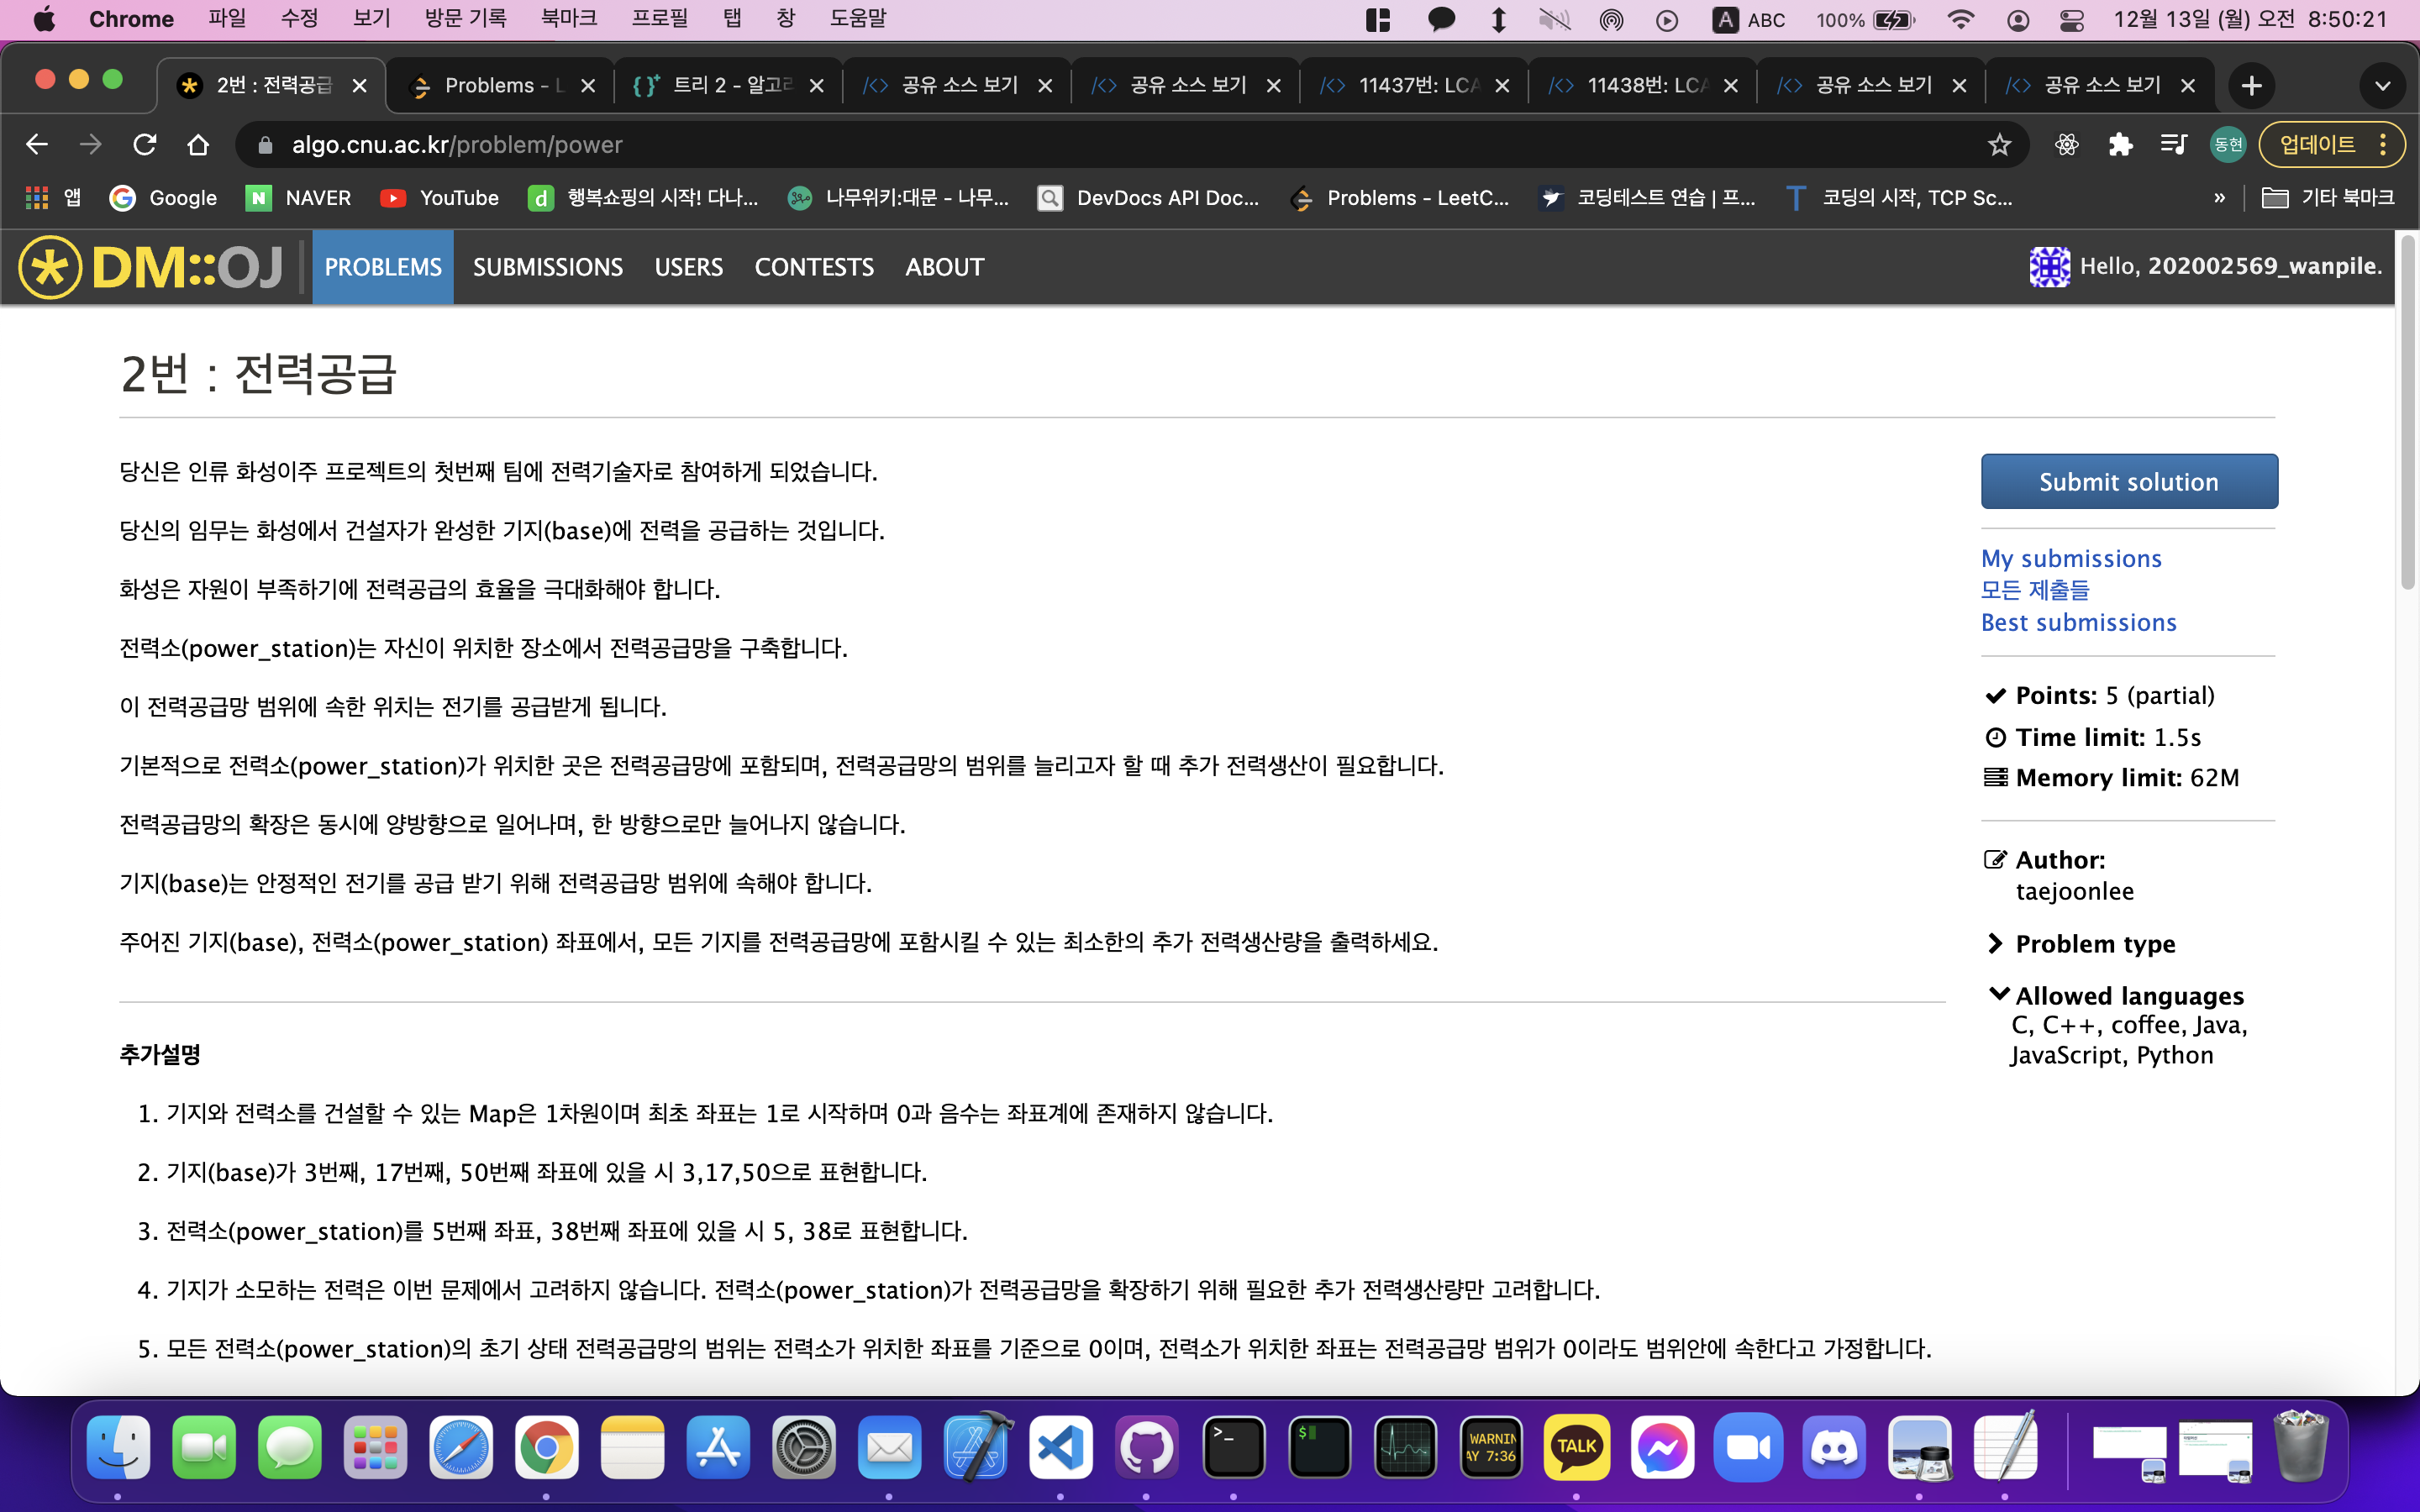 Chrome 파일 수정 보기 방문 기록 북마크 프로필 탭 창 도움말 A ABC 100% 12월 13일 (월) 오전 8:50:21
2번 : 전력공급 Problems - L 트리 2 - 알고리 공유 소스 보기 공유 소스 보기 11437번: LCA 11438번: LCA 공유 소스 보기 공유 소스 보기
algo.cnu.ac.kr/problem/power 동현 업데이트
앱 Google NAVER YouTube 행복쇼핑의 시작! 다나... 나무위키:대문 - 나무... DevDocs API Doc... Problems - LeetC... 코딩테스트 연습 | 프... 코딩의 시작, TCP Sc... » 기타 북마크
DM::OJ PROBLEMS SUBMISSIONS USERS CONTESTS ABOUT Hello, 202002569_wanpile.
2번 : 전력공급
당신은 인류 화성이주 프로젝트의 첫번째 팀에 전력기술자로 참여하게 되었습니다.
당신의 임무는 화성에서 건설자가 완성한 기지(base)에 전력을 공급하는 것입니다.
화성은 자원이 부족하기에 전력공급의 효율을 극대화해야 합니다.
전력소(power_station)는 자신이 위치한 장소에서 전력공급망을 구축합니다.
이 전력공급망 범위에 속한 위치는 전기를 공급받게 됩니다.
기본적으로 전력소(power_station)가 위치한 곳은 전력공급망에 포함되며, 전력공급망의 범위를 늘리고자 할 때 추가 전력생산이 필요합니다.
전력공급망의 확장은 동시에 양방향으로 일어나며, 한 방향으로만 늘어나지 않습니다.
기지(base)는 안정적인 전기를 공급 받기 위해 전력공급망 범위에 속해야 합니다.
주어진 기지(base), 전력소(power_station) 좌표에서, 모든 기지를 전력공급망에 포함시킬 수 있는 최소한의 추가 전력생산량을 출력하세요.
추가설명
1. 기지와 전력소를 건설할 수 있는 Map은 1차원이며 최초 좌표는 1로 시작하며 0과 음수는 좌표계에 존재하지 않습니다.
2. 기지(base)가 3번째, 17번째, 50번째 좌표에 있을 시 3,17,50으로 표현합니다.
3. 전력소(power_station)를 5번째 좌표, 38번째 좌표에 있을 시 5, 38로 표현합니다.
4. 기지가 소모하는 전력은 이번 문제에서 고려하지 않습니다. 전력소(power_station)가 전력공급망을 확장하기 위해 필요한 추가 전력생산량만 고려합니다.
5. 모든 전력소(power_station)의 초기 상태 전력공급망의 범위는 전력소가 위치한 좌표를 기준으로 0이며, 전력소가 위치한 좌표는 전력공급망 범위가 0이라도 범위안에 속한다고 가정합니다.
Submit solution
My submissions
모든 제출들
Best submissions
Points: 5 (partial)
Time limit: 1.5s
Memory limit: 62M
Author:
taejoonlee
Problem type
Allowed languages
C, C++, coffee, Java,
JavaScript, Python
WARNIN
AY 7:36
TALK